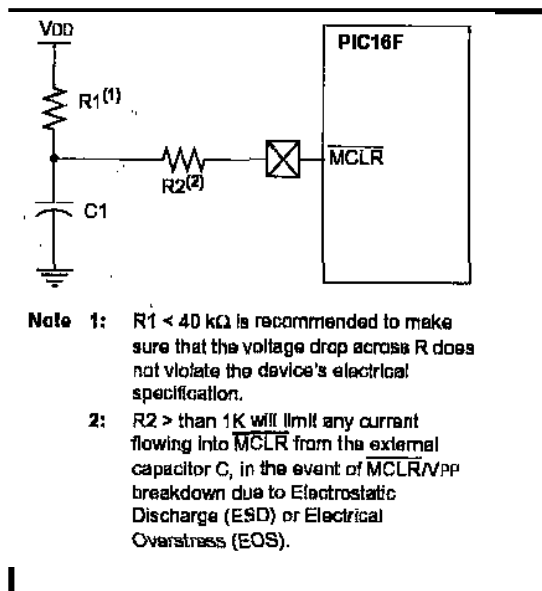 VDD
PIC16F
R1(1)
MCLR
R2(2)
C1
Note 1: R1 < 40 kΩ is recommended to make
sure that the voltage drop across R does
not violate the device's electrical
specification.
2: R2 > than 1K will limit any current
flowing into MCLR from the external
capacitor C, in the event of MCLR/VPP
breakdown due to Electrostatic
Discharge (ESD) or Electrical
Overstress (EOS).